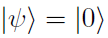 |ψ⟩ = |0⟩